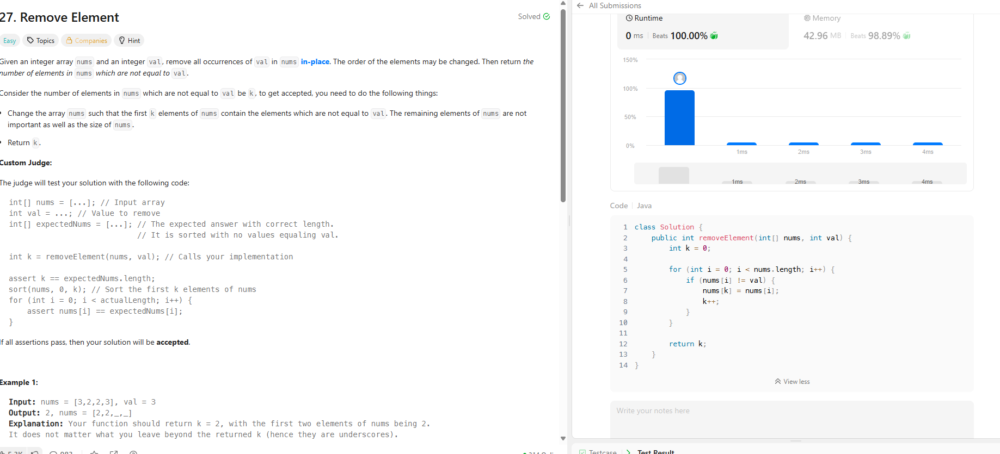 27. Remove Element
Solved
Easy
Topics
Companies
Hint
Given an integer array nums and an integer val, remove all occurrences of val in nums in-place. The order of the elements may be changed. Then return the
number of elements in nums which are not equal to val.
Consider the number of elements in nums which are not equal to val be k, to get accepted, you need to do the following things:
Change the array nums such that the first k elements of nums contain the elements which are not equal to val. The remaining elements of nums are not
important as well as the size of nums.
Return k.
Custom Judge:
The judge will test your solution with the following code:
int[] nums = [...]; // Input array
int val = ...; // Value to remove
int[] expectedNums = [...]; // The expected answer with correct length.
// It is sorted with no values equaling val.
int k = removeElement(nums, val); // Calls your implementation
assert k == expectedNums.length;
sort(nums, 0, k); // Sort the first k elements of nums
for (int i = 0; i < actualLength; i++) {
assert nums[i] == expectedNums[i];
}
If all assertions pass, then your solution will be accepted.
Example 1:
Input: nums = [3,2,2,3], val = 3
Output: 2, nums = [2,2,_,_]
Explanation: Your function should return k = 2, with the first two elements of nums being 2.
It does not matter what you leave beyond the returned k (hence they are underscores).
All Submissions
Runtime
0 ms | Beats 100.00%
Memory
42.96 MB | Beats 98.89%
150%
100%
50%
0%
1ms 2ms 3ms 4ms
1ms 2ms 3ms 4ms
Code | Java
1 class Solution {
2 public int removeElement(int[] nums, int val) {
3 int k = 0;
4
5 for (int i = 0; i < nums.length; i++) {
6 if (nums[i] != val) {
7 nums[k] = nums[i];
8 k++;
9 }
10 }
11
12 return k;
13 }
14 }
View less
Write your notes here
Testcase
Test Result